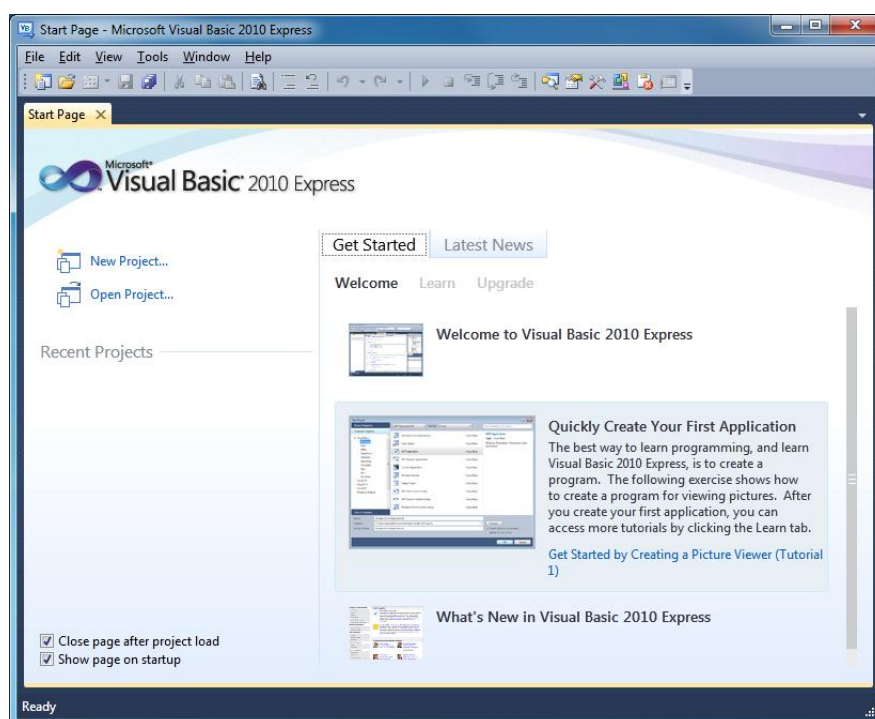 Start Page - Microsoft Visual Basic 2010 Express
File Edit View Tools Window Help
Start Page
Microsoft®
Visual Basic® 2010 Express
New Project...
Open Project...
Recent Projects
Close page after project load
Show page on startup
Get Started Latest News
Welcome Learn Upgrade
Welcome to Visual Basic 2010 Express
Quickly Create Your First Application
The best way to learn programming, and learn
Visual Basic 2010 Express, is to create a
program. The following exercise shows how
to create a program for viewing pictures. After
you create your first application, you can
access more tutorials by clicking the Learn tab.
Get Started by Creating a Picture Viewer (Tutorial
1)
What's New in Visual Basic 2010 Express
Ready